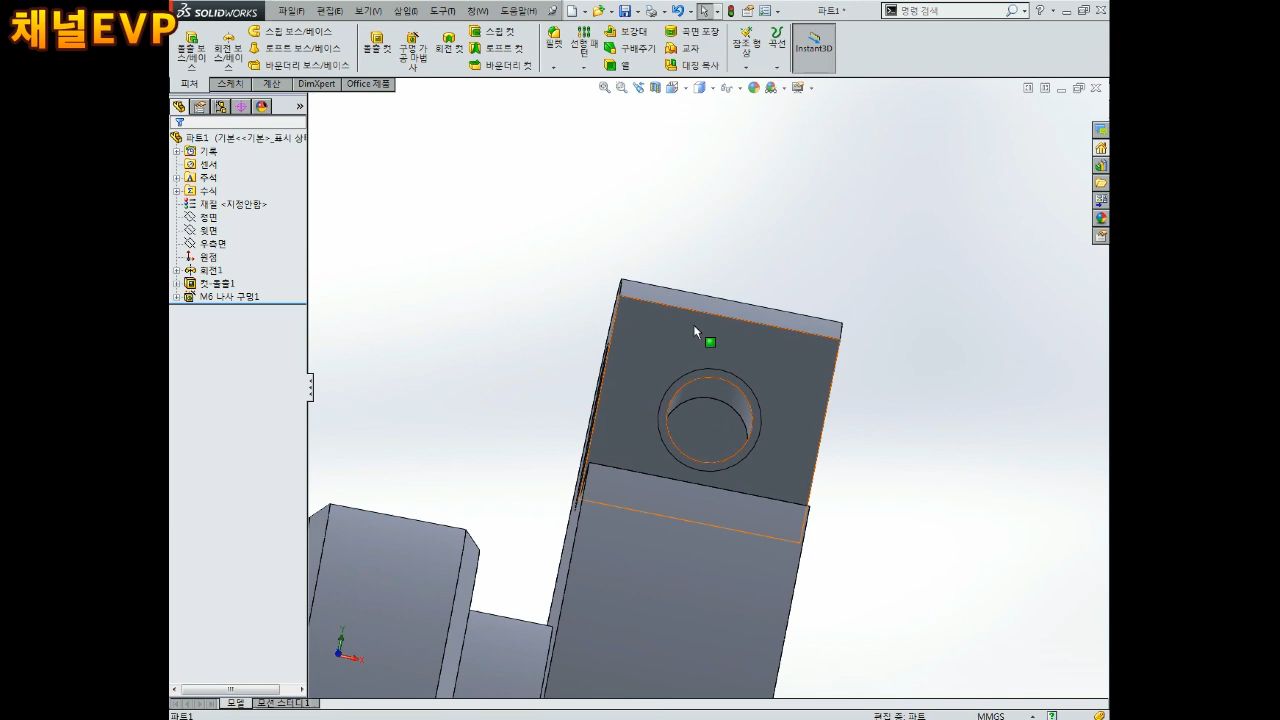 채널EVP
SOLIDWORKS
파일(F) 편집(E) 보기(V) 삽입(I) 도구(T) 창(W) 도움말(H)
파트1 *
명령 검색
돌출 보스/베이스
회전 보스/베이스
스윕 보스/베이스
로프트 보스/베이스
바운더리 보스/베이스
돌출 컷
구멍 가공 마법사
회전 컷
스윕 컷
로프트 컷
바운더리 컷
필렛
선형 패턴
보강대
구배주기
쉘
곡면 포장
교차
대칭 복사
참조 형상
곡선
Instant3D
피처 스케치 계산 DimXpert Office 제품
파트1 (기본<<기본>_표시 상태
기록
센서
주석
수식
재질 <지정안함>
정면
윗면
우측면
원점
회전1
컷-돌출1
M6 나사 구멍1
Y
X
모델 모션 스터디 1
파트1 편집 중: 파트 MMGS